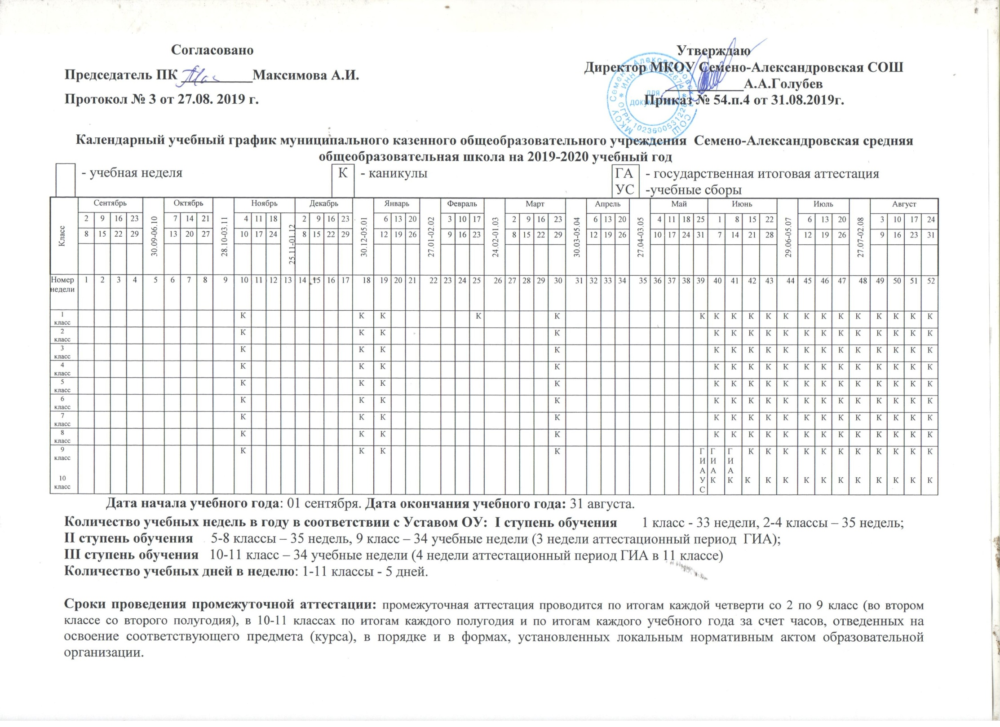 Согласовано
Председатель ПК ___________Максимова А.И.
Протокол № 3 от 27.08. 2019 г.
Утверждаю
Директор МКОУ Семено-Александровская СОШ
___________А.А.Голубев
Приказ № 54.п.4 от 31.08.2019г.
ДЛЯ
ОГРН 1023600531228
Календарный учебный график муниципального казенного общеобразовательного учреждения Семено-Александровская средняя
общеобразовательная школа на 2019-2020 учебный год
- учебная неделя К - каникулы ГА - государственная итоговая аттестация
УС -учебные сборы
Класс Сентябрь 30.09-06.10 Октябрь 28.10-03.11 Ноябрь 25.11-01.12 Декабрь 30.12-05.01 Январь 27.01-02.02 Февраль 24.02-01.03 Март 30.03-05.04 Апрель 27.04-03.05 Май Июнь 29.06-05.07 Июль 27.07-02.08 Август
2 9 16 23 7 14 21 4 11 18 2 9 16 23 6 13 20 3 10 17 2 9 16 23 6 13 20 4 11 18 25 1 8 15 22 6 13 20 3 10 17 24
8 15 22 29 13 20 27 10 17 24 8 15 22 29 12 19 26 9 16 23 8 15 22 29 12 19 26 10 17 24 31 7 14 21 28 12 19 26 9 16 23 31
Номер недели 1 2 3 4 5 6 7 8 9 10 11 12 13 14 15 16 17 18 19 20 21 22 23 24 25 26 27 28 29 30 31 32 33 34 35 36 37 38 39 40 41 42 43 44 45 46 47 48 49 50 51 52
1 класс К К К К К К К К К К К К К К К К К К К
2 класс К К К К К К К К К К К К К К К К К
3 класс К К К К К К К К К К К К К К К К К
4 класс К К К К К К К К К К К К К К К К К
5 класс К К К К К К К К К К К К К К К К К
6 класс К К К К К К К К К К К К К К К К К
7 класс К К К К К К К К К К К К К К К К К
8 класс К К К К К К К К К К К К К К К К К
9 класс К К К К ГИА ГИА ГИА К К К К К К К К К К К
10 класс УС К К К К К К К К К К К К К
Дата начала учебного года: 01 сентября. Дата окончания учебного года: 31 августа.
Количество учебных недель в году в соответствии с Уставом ОУ: I ступень обучения 1 класс - 33 недели, 2-4 классы – 35 недель;
II ступень обучения 5-8 классы – 35 недель, 9 класс – 34 учебные недели (3 недели аттестационный период ГИА);
III ступень обучения 10-11 класс – 34 учебные недели (4 недели аттестационный период ГИА в 11 классе)
Количество учебных дней в неделю: 1-11 классы - 5 дней.
Сроки проведения промежуточной аттестации: промежуточная аттестация проводится по итогам каждой четверти со 2 по 9 класс (во втором
классе со второго полугодия), в 10-11 классах по итогам каждого полугодия и по итогам каждого учебного года за счет часов, отведенных на
освоение соответствующего предмета (курса), в порядке и в формах, установленных локальным нормативным актом образовательной
организации.